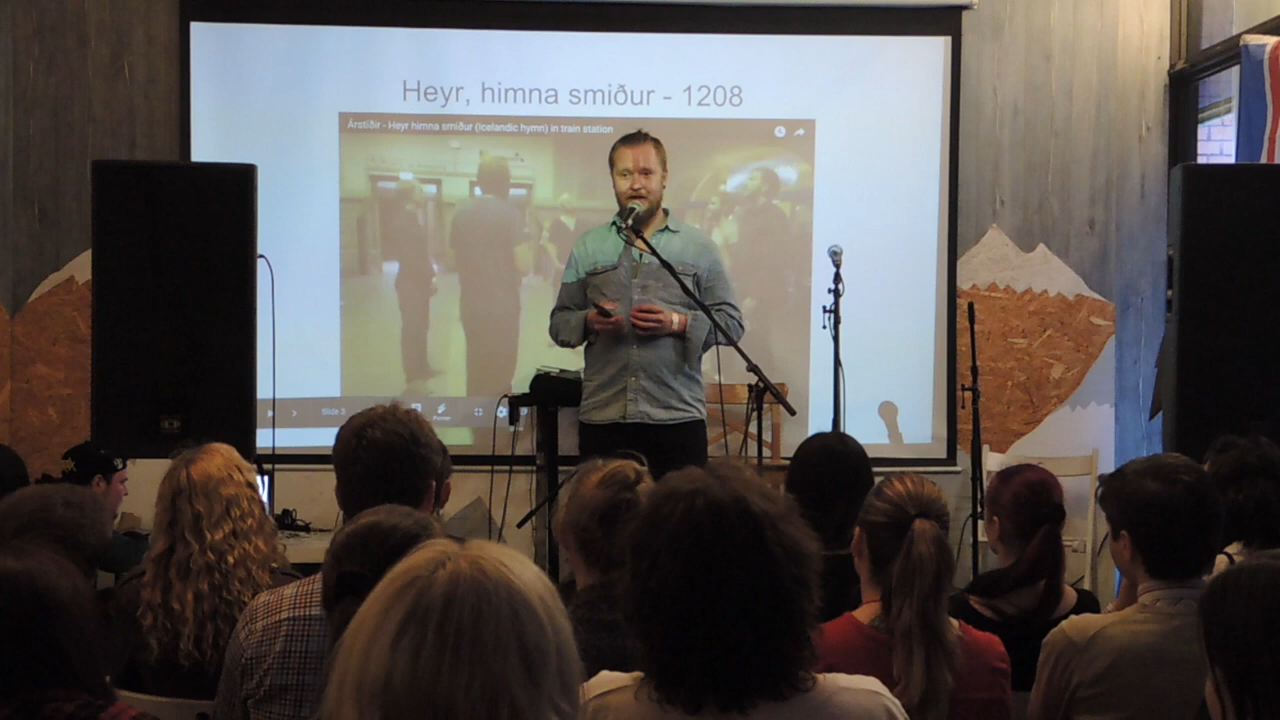 Heyr, himna smiður - 1208
Árstíðir - Heyr himna smiður (Icelandic hymn) in train station
Slide 3